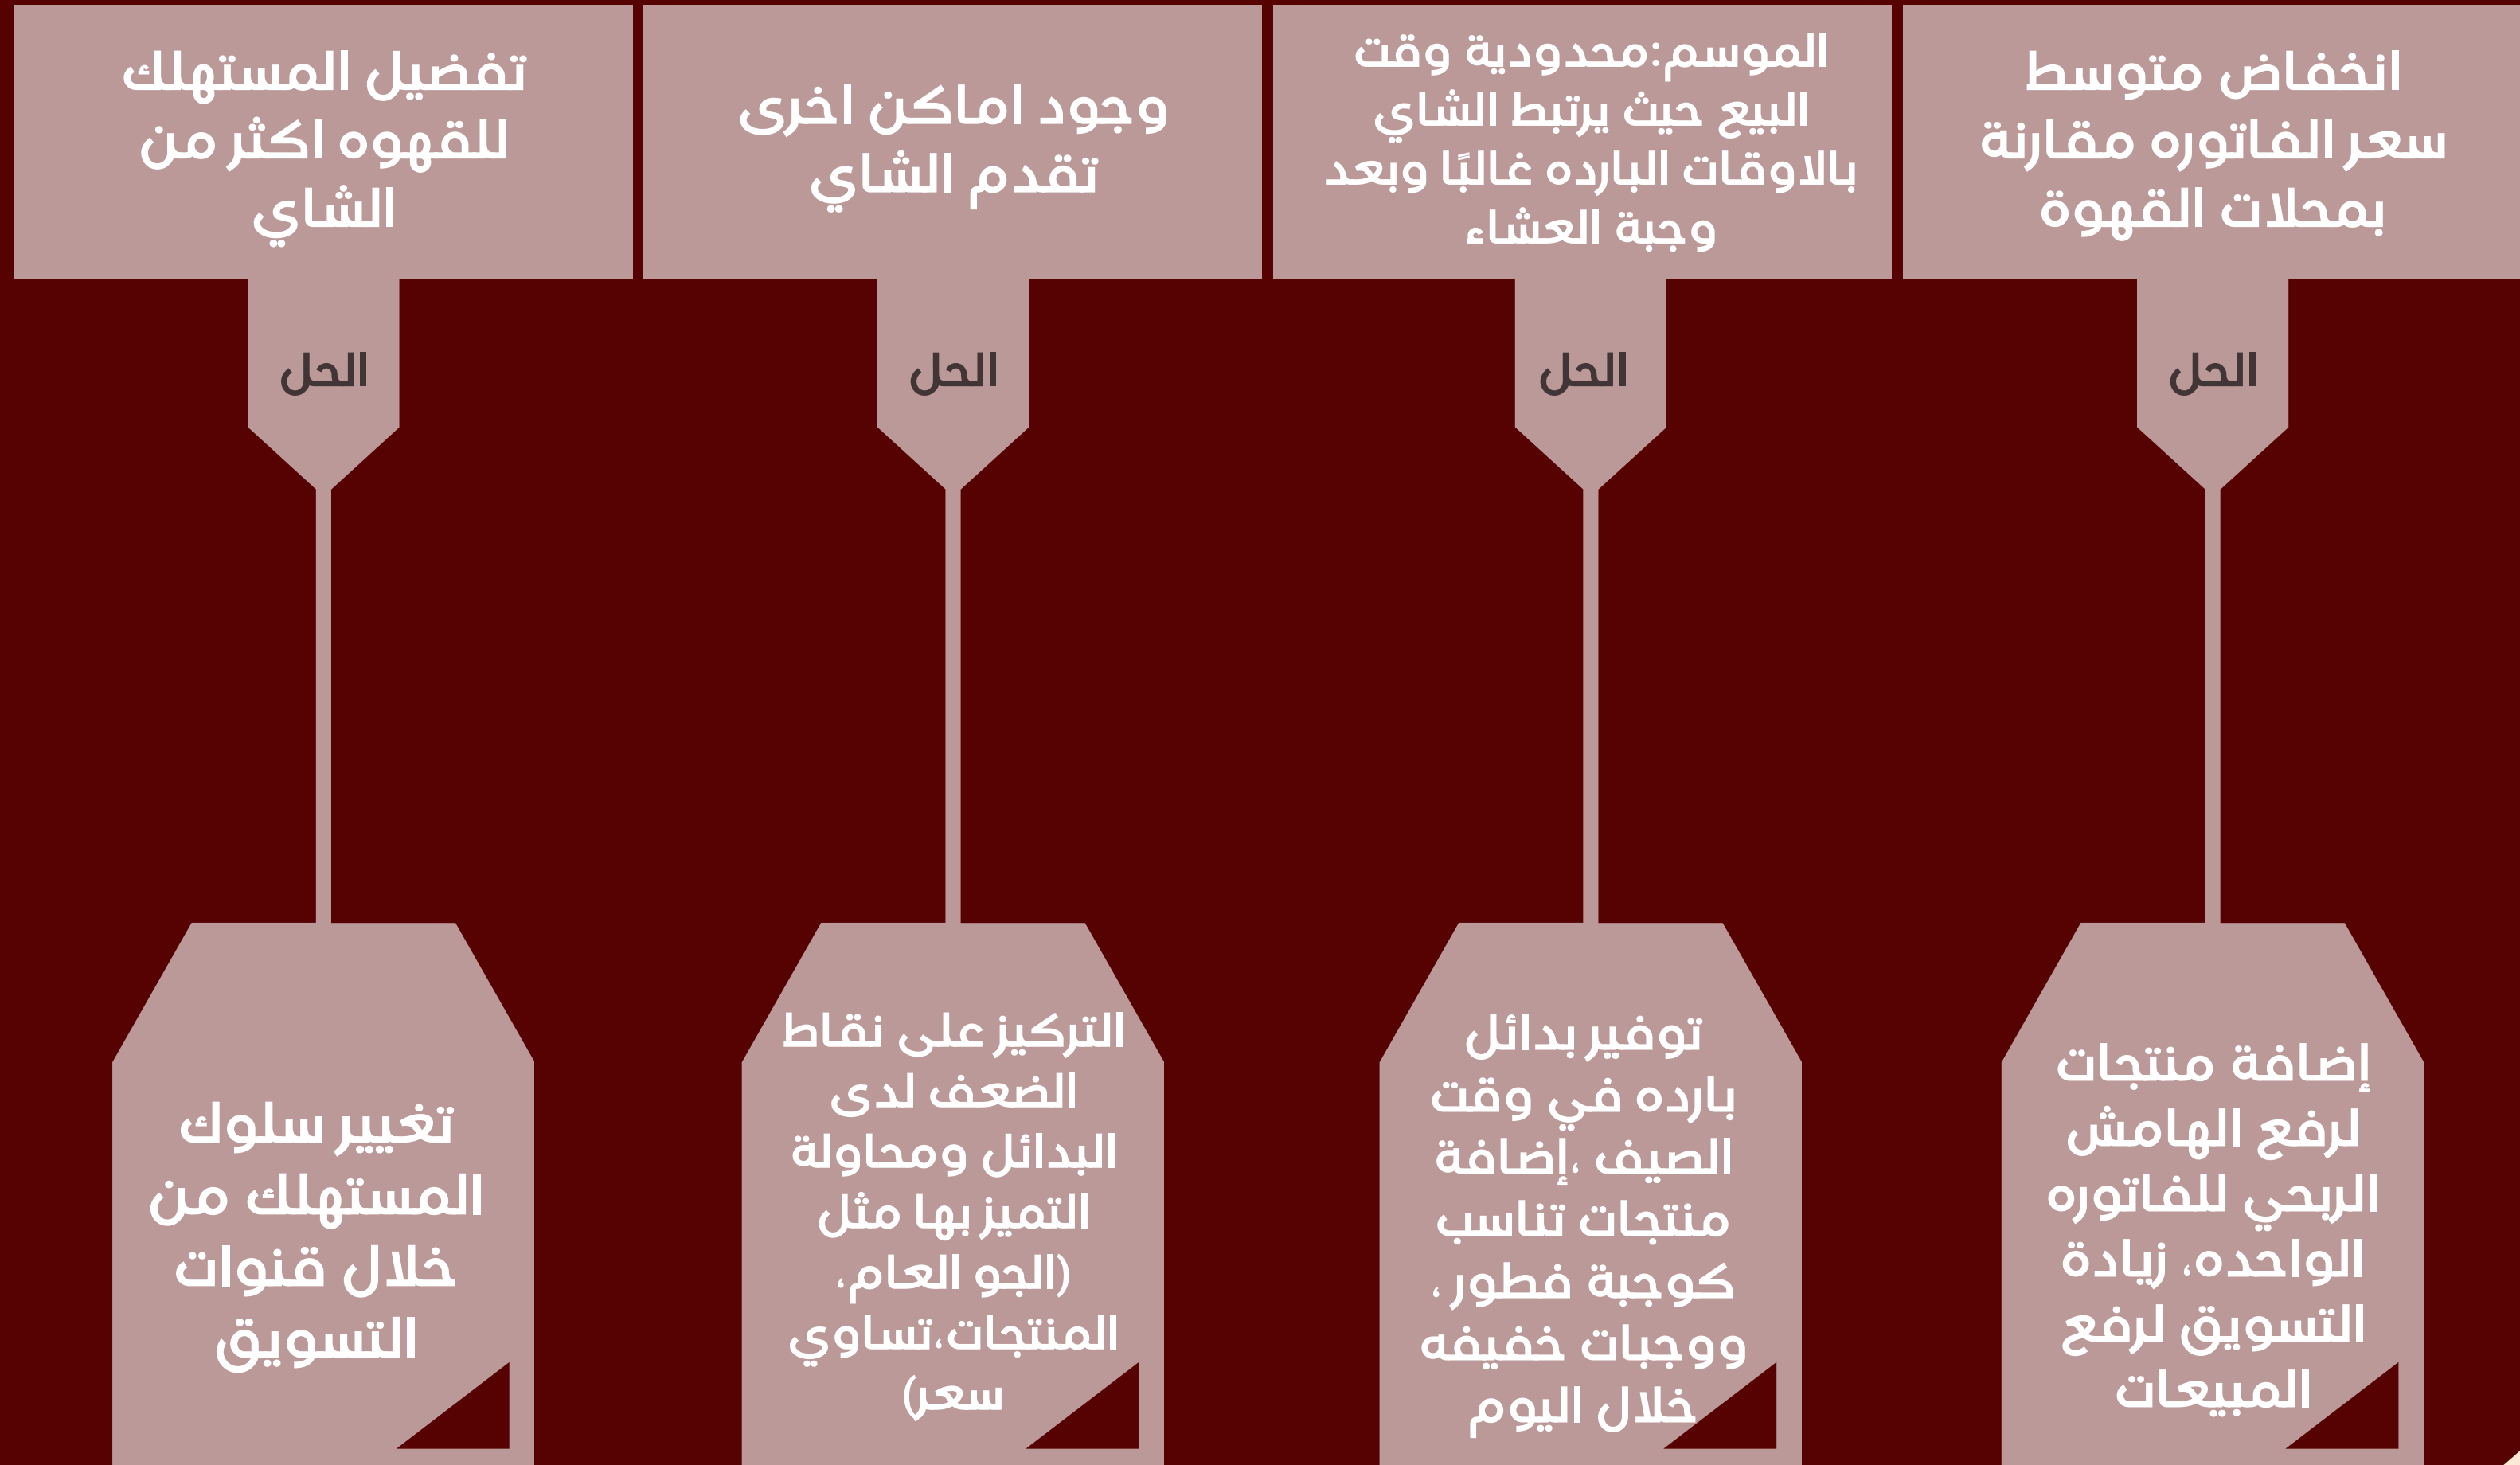 انخفاض متوسط
سعر الفاتوره مقارنة
بمحلات القهوة
الموسم:محدودية وقت
البيع حيث يرتبط الشاي
بالاوقات البارده غالبًا وبعد
وجبة العشاء
وجود اماكن اخرى
تقدم الشاي
تفضيل المستهلك
للقهوه اكثر من
الشاي
الحل
الحل
الحل
الحل
إضافة منتجات
لرفع الهامش
الربحي للفاتوره
الواحده، زيادة
التسويق لرفع
المبيعات
توفير بدائل
بارده في وقت
الصيف ،إضافة
منتجات تناسب
كوجبة فطور ،
ووجبات خفيفه
خلال اليوم
التركيز على نقاط
الضعف لدى
البدائل ومحاولة
التميز بها مثل
(الجو العام،
المنتجات،تساوي
سعر)
تغيير سلوك
المستهلك من
خلال قنوات
التسويق